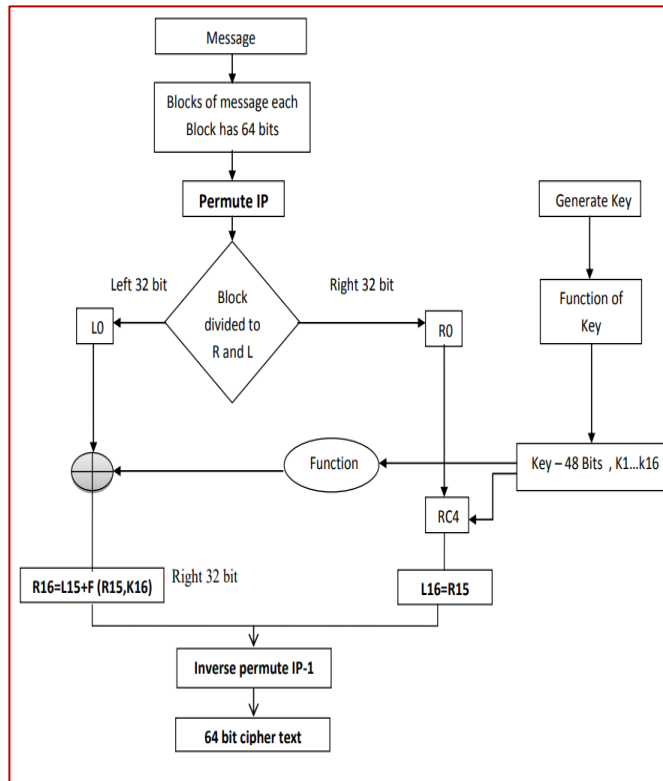 Message
Blocks of message each
Block has 64 bits
Permute IP
Generate Key
Left 32 bit
Right 32 bit
Block
divided to
R and L
L0
R0
Function of
Key
Function
Key – 48 Bits , K1...k16
RC4
R16=L15+F (R15,K16)
Right 32 bit
L16=R15
Inverse permute IP-1
64 bit cipher text